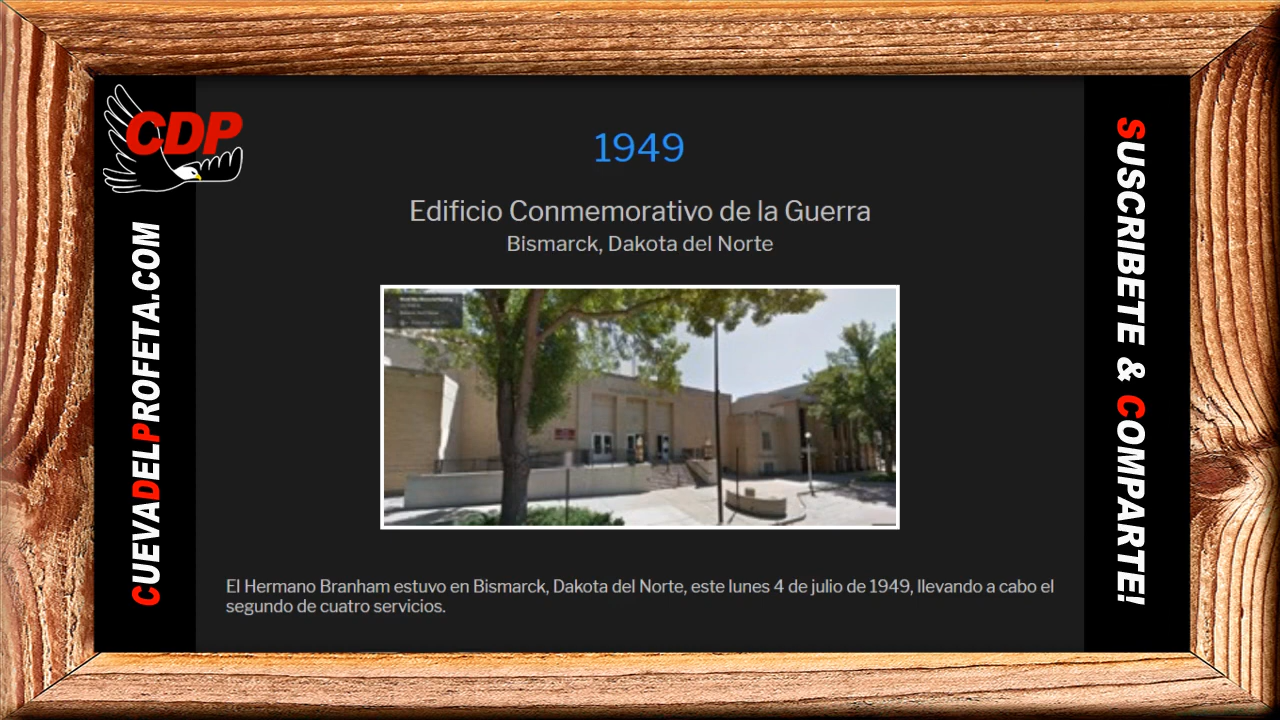 CDP
CUEVADELPROFETA.COM
1949
Edificio Conmemorativo de la Guerra
Bismarck, Dakota del Norte
El Hermano Branham estuvo en Bismarck, Dakota del Norte, este lunes 4 de julio de 1949, llevando a cabo el
segundo de cuatro servicios.
SUSCRIBETE & COMPARTE!